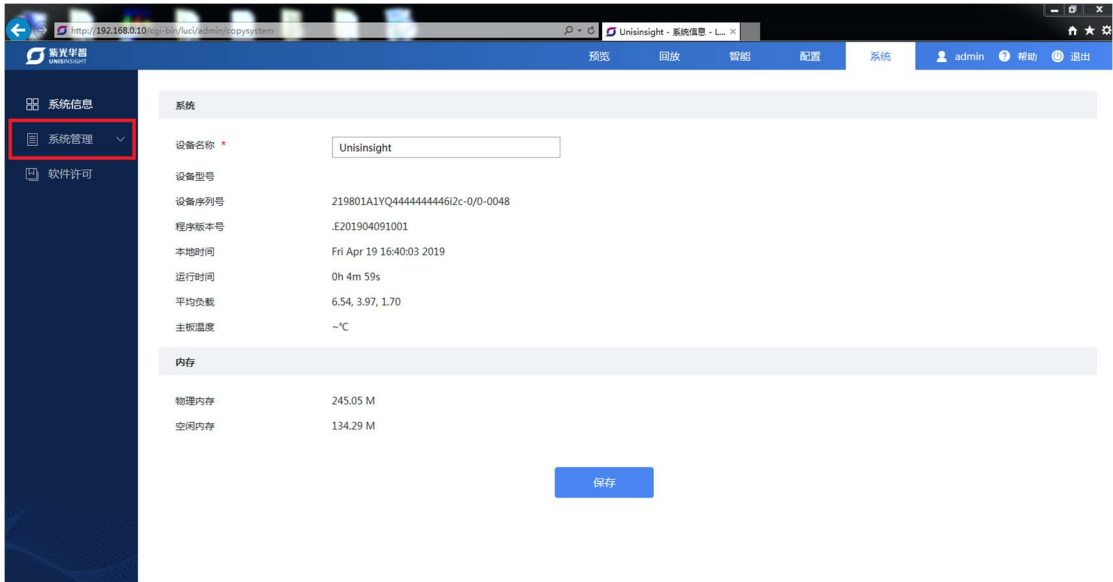 http://192.168.0.10/cgi-bin/luci/admin/copysystem
Unisinsight - 系统信息 - L...
紫光华智
UNISINSIGHT
预览 回放 智能 配置 系统 admin 帮助 退出
系统信息
系统管理
软件许可
系统
设备名称 * Unisinsight
设备型号
设备序列号 219801A1YQ4444444446i2c-0/0-0048
程序版本号 .E201904091001
本地时间 Fri Apr 19 16:40:03 2019
运行时间 0h 4m 59s
平均负载 6.54, 3.97, 1.70
主板温度 ~℃
内存
物理内存 245.05 M
空闲内存 134.29 M
保存